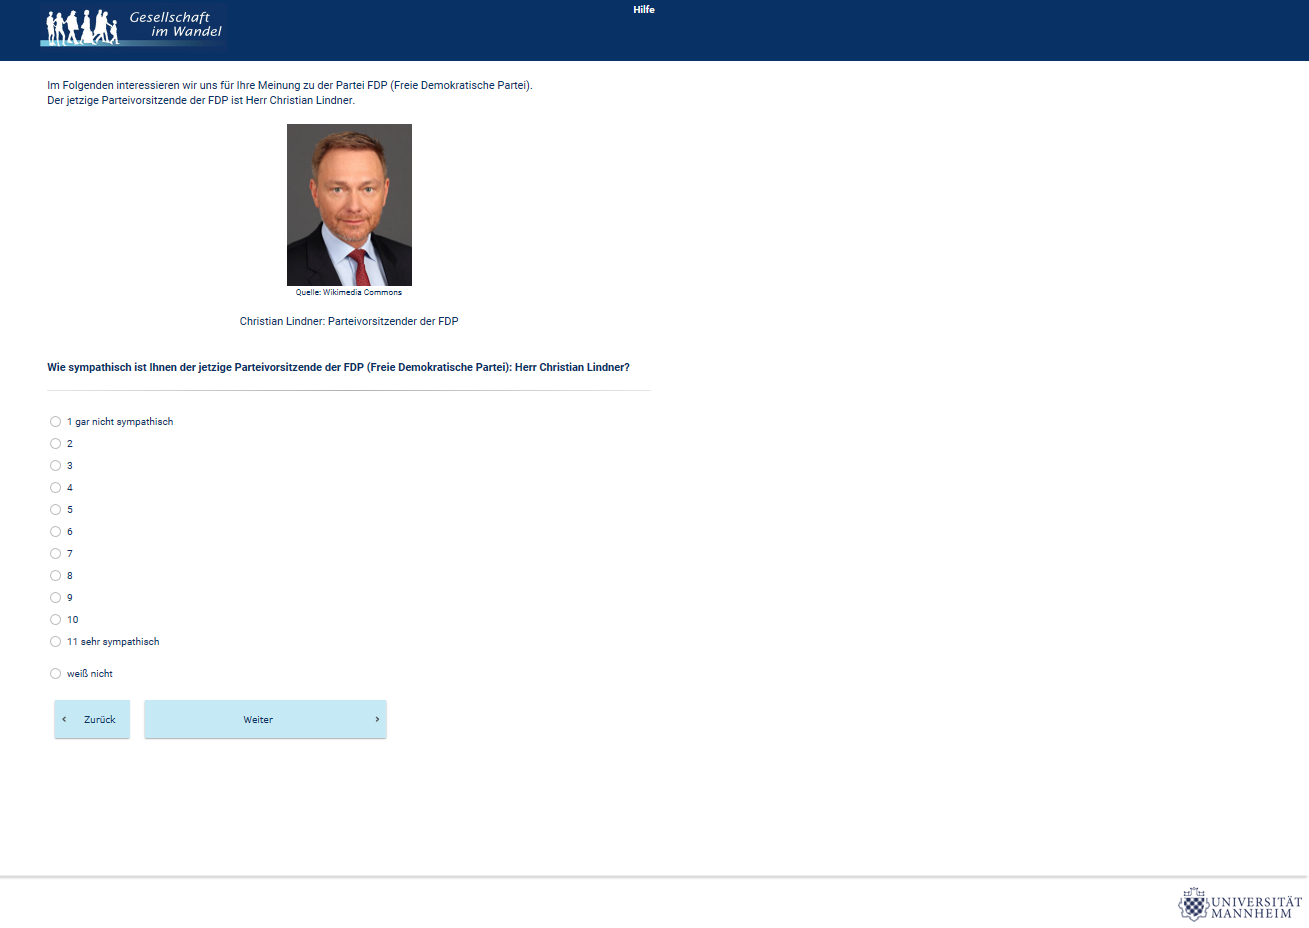 Gesellschaft
im Wandel
Hilfe
Im Folgenden interessieren wir uns für Ihre Meinung zu der Partei FDP (Freie Demokratische Partei).
Der jetzige Parteivorsitzende der FDP ist Herr Christian Lindner.
Quelle: Wikimedia Commons
Christian Lindner: Parteivorsitzender der FDP
Wie sympathisch ist Ihnen der jetzige Parteivorsitzende der FDP (Freie Demokratische Partei): Herr Christian Lindner?
1 gar nicht sympathisch
2
3
4
5
6
7
8
9
10
11 sehr sympathisch
weiß nicht
‹ Zurück
Weiter ›
UNIVERSITÄT
MANNHEIM